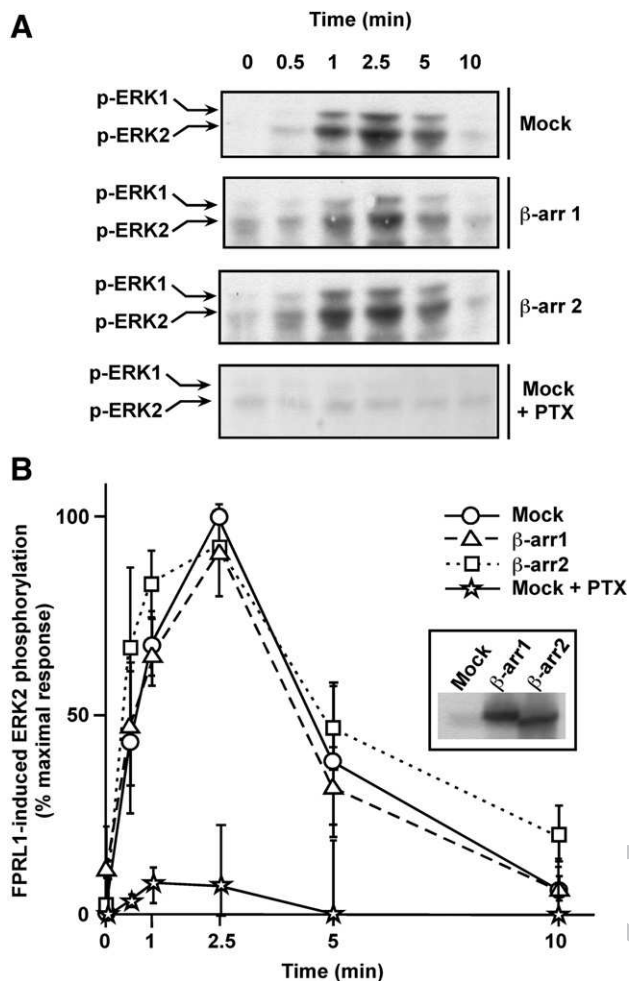 A
Time (min)
0 0.5 1 2.5 5 10
p-ERK1
p-ERK2
Mock
p-ERK1
p-ERK2
β-arr 1
p-ERK1
p-ERK2
β-arr 2
p-ERK1
p-ERK2
Mock
+ PTX
B
FPRL1-induced ERK2 phosphorylation
(% maximal response)
100
50
0
Mock
β-arr1
β-arr2
Mock + PTX
Mock
β-arr1
β-arr2
0 1 2.5 5 10
Time (min)